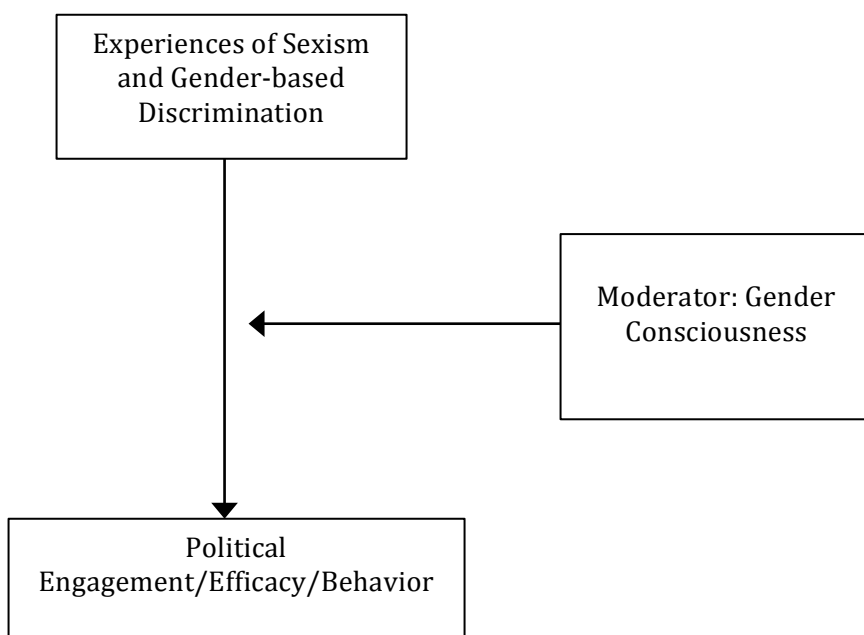 Experiences of Sexism
and Gender-based
Discrimination
Moderator: Gender
Consciousness
Political
Engagement/Efficacy/Behavior